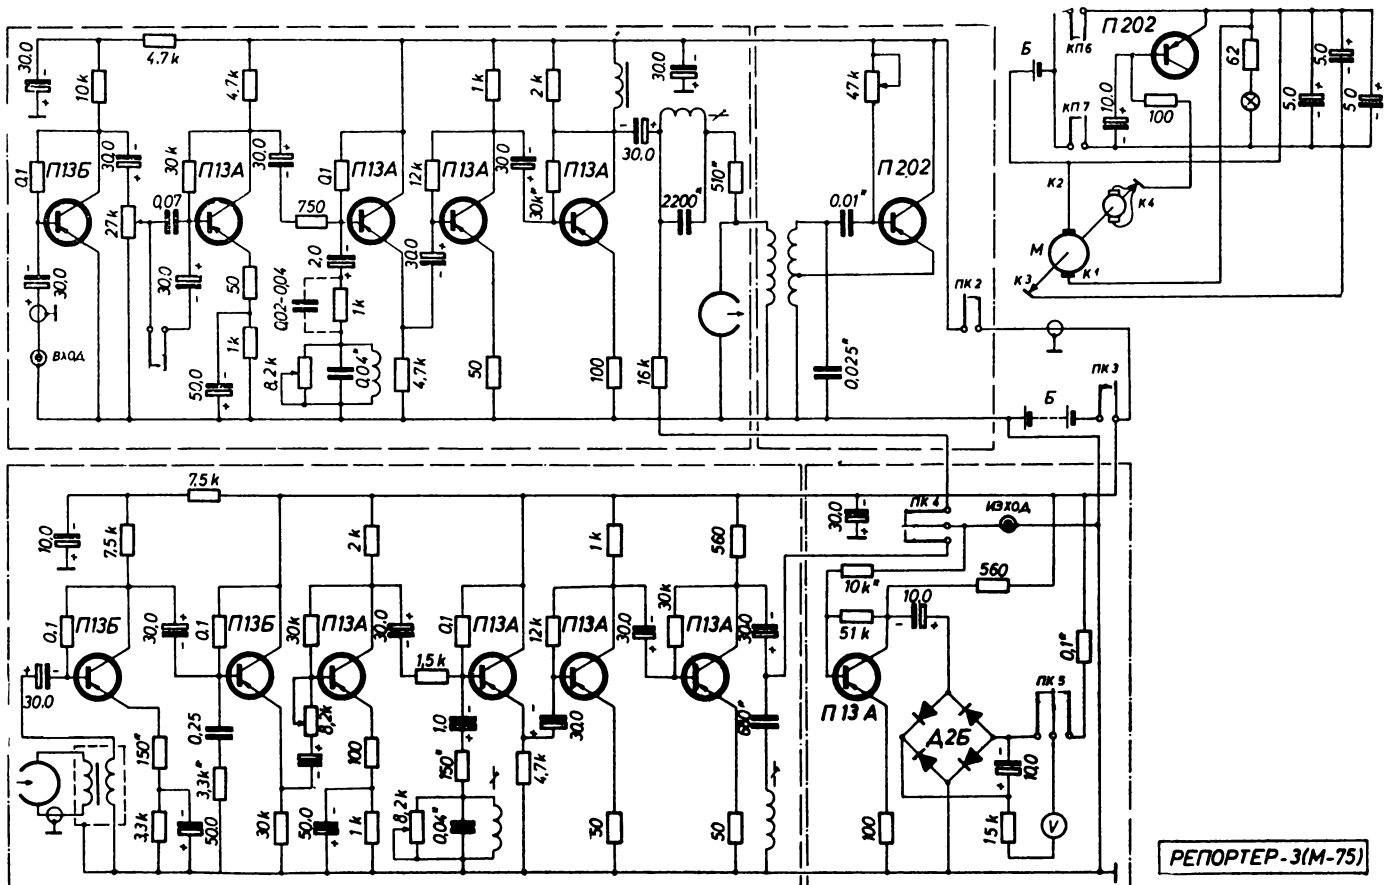 30.0
4.7k
10k
4,7k
1k
2k
30.0
47k
Б
КП6
П202
62
5.0
5.0
5.0
10.0
100
КП7
0,1
П13Б
30.0
30k
П13А
30.0
0,1
П13А
12k
П13А
30.0
30k*
П13А
30.0
510*
2200*
П202
0.01*
27k
0,07
750
К2
К4
М
К1
К3
30.0
30.0
50
2,0
0,02-0,04
1k
30.0
ПК2
ВХОД
1k
50,0
8,2k
0,04*
4,7k
50
100
16k
0,025*
ПК3
Б
7,5k
10,0
7.5k
2k
1k
560
30,0
ПК4
ИЗХОД
10k*
560
0,1
П13Б
30,0
0,1
П13Б
30k
П13А
30.0
0,1
П13А
12k
П13А
30,0
30k
П13А
30.0
51k
10,0
0,1*
30.0
1,5k
П13А
ПК5
0,25
8,2k
1.0
30.0
680*
Д2Б
10,0
150*
3,3k*
100
150*
4,7k
3,3k
50.0
30k
50,0
1k
8,2k
0,04*
50
50
100
15k
V
РЕПОРТЕР-3(М-75)